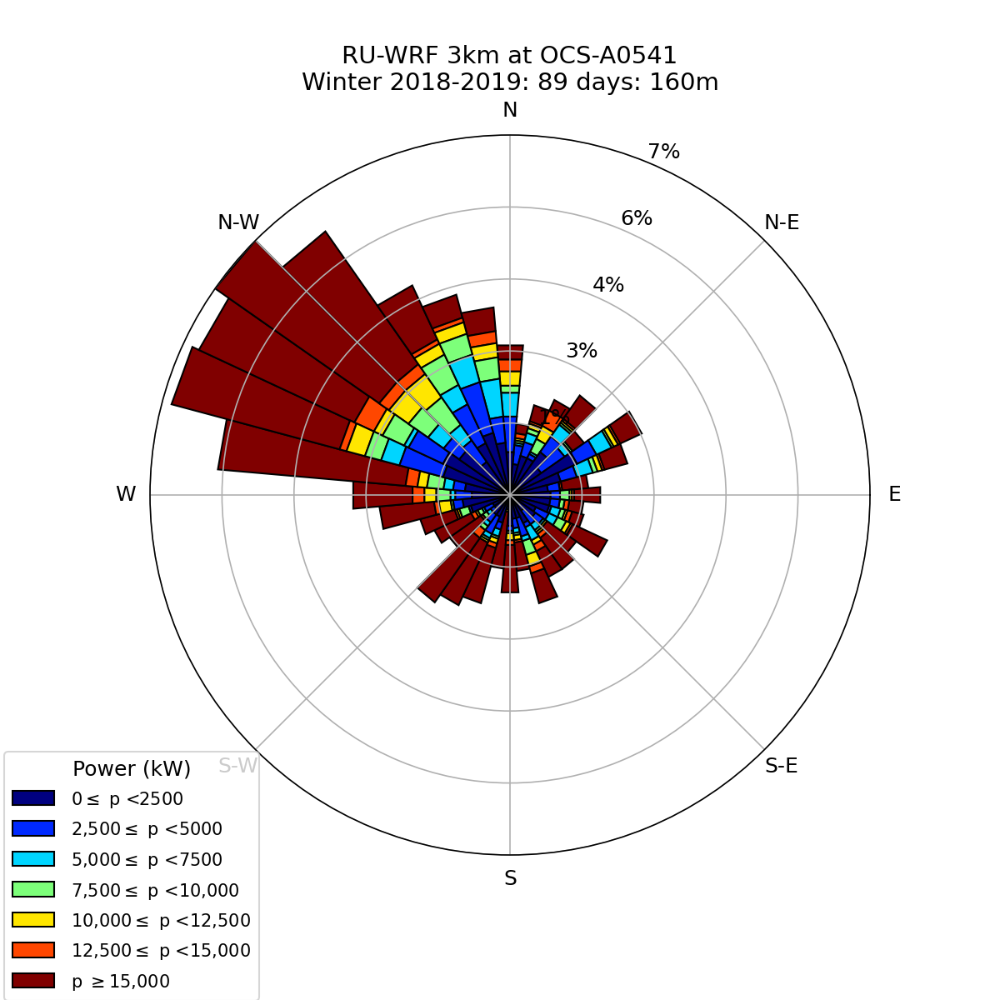 RU-WRF 3km at OCS-A0541
Winter 2018-2019: 89 days: 160m
N
7%
N-W
6%
N-E
4%
3%
1%
W
E
S-W
S-E
S
Power (kW)
0≤ p <2500
2,500≤ p <5000
5,000≤ p <7500
7,500≤ p <10,000
10,000≤ p <12,500
12,500≤ p <15,000
p ≥15,000